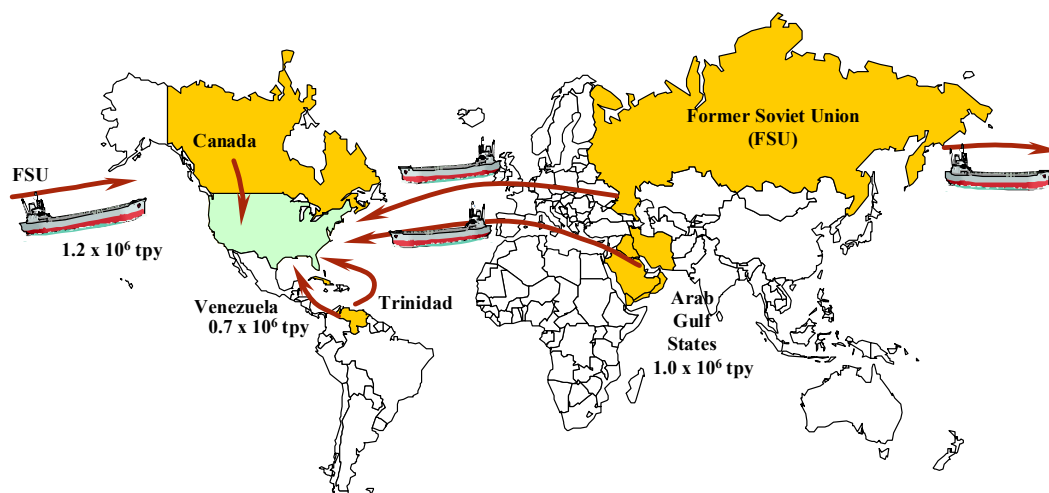 Former Soviet Union
(FSU)
Canada
FSU
1.2 x 10⁶ tpy
Venezuela
0.7 x 10⁶ tpy
Trinidad
Arab
Gulf
States
1.0 x 10⁶ tpy